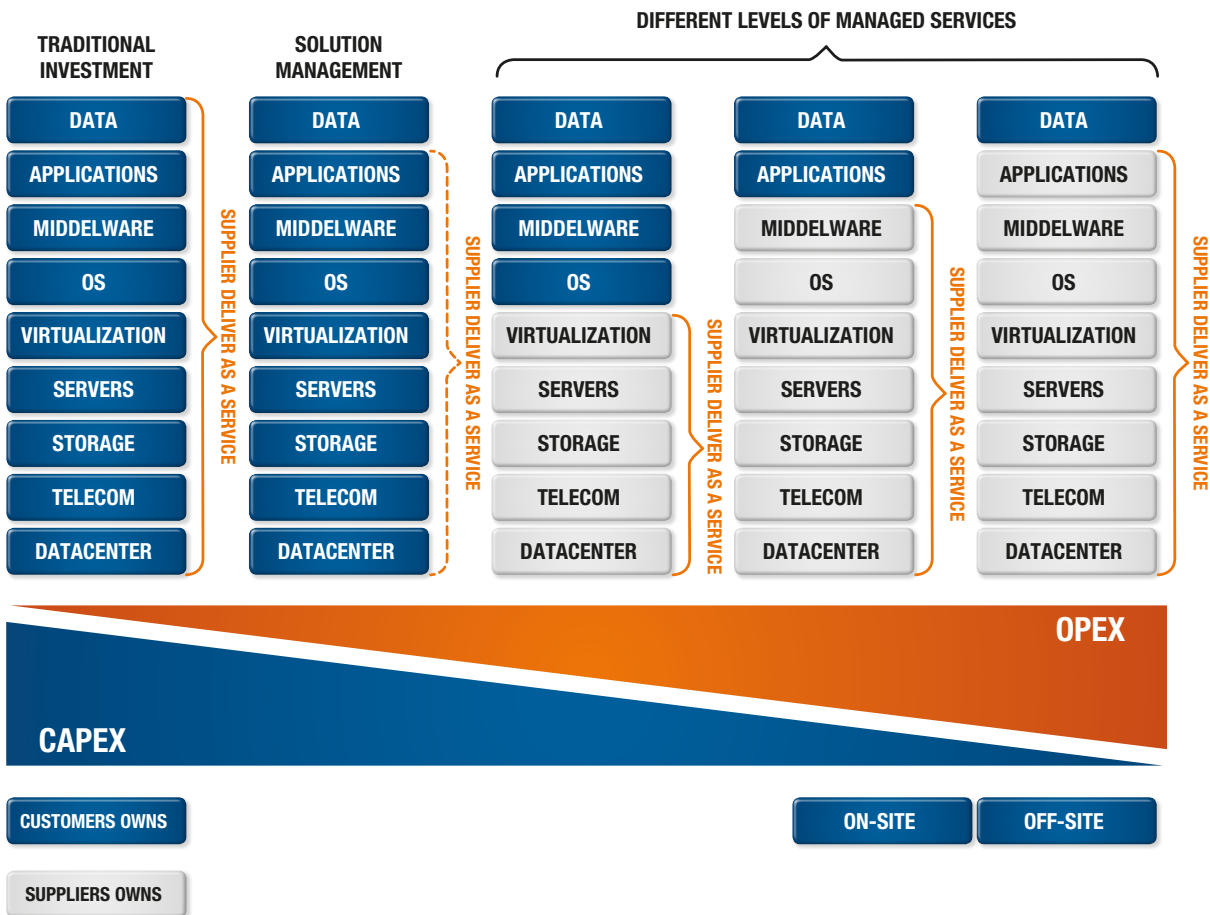 DIFFERENT LEVELS OF MANAGED SERVICES
TRADITIONAL
INVESTMENT
SOLUTION
MANAGEMENT
DATA
APPLICATIONS
MIDDELWARE
OS
VIRTUALIZATION
SERVERS
STORAGE
TELECOM
DATACENTER
SUPPLIER DELIVER AS A SERVICE
DATA
APPLICATIONS
MIDDELWARE
OS
VIRTUALIZATION
SERVERS
STORAGE
TELECOM
DATACENTER
SUPPLIER DELIVER AS A SERVICE
DATA
APPLICATIONS
MIDDELWARE
OS
VIRTUALIZATION
SERVERS
STORAGE
TELECOM
DATACENTER
SUPPLIER DELIVER AS A SERVICE
DATA
APPLICATIONS
MIDDELWARE
OS
VIRTUALIZATION
SERVERS
STORAGE
TELECOM
DATACENTER
SUPPLIER DELIVER AS A SERVICE
DATA
APPLICATIONS
MIDDELWARE
OS
VIRTUALIZATION
SERVERS
STORAGE
TELECOM
DATACENTER
SUPPLIER DELIVER AS A SERVICE
OPEX
CAPEX
CUSTOMERS OWNS
ON-SITE
OFF-SITE
SUPPLIERS OWNS